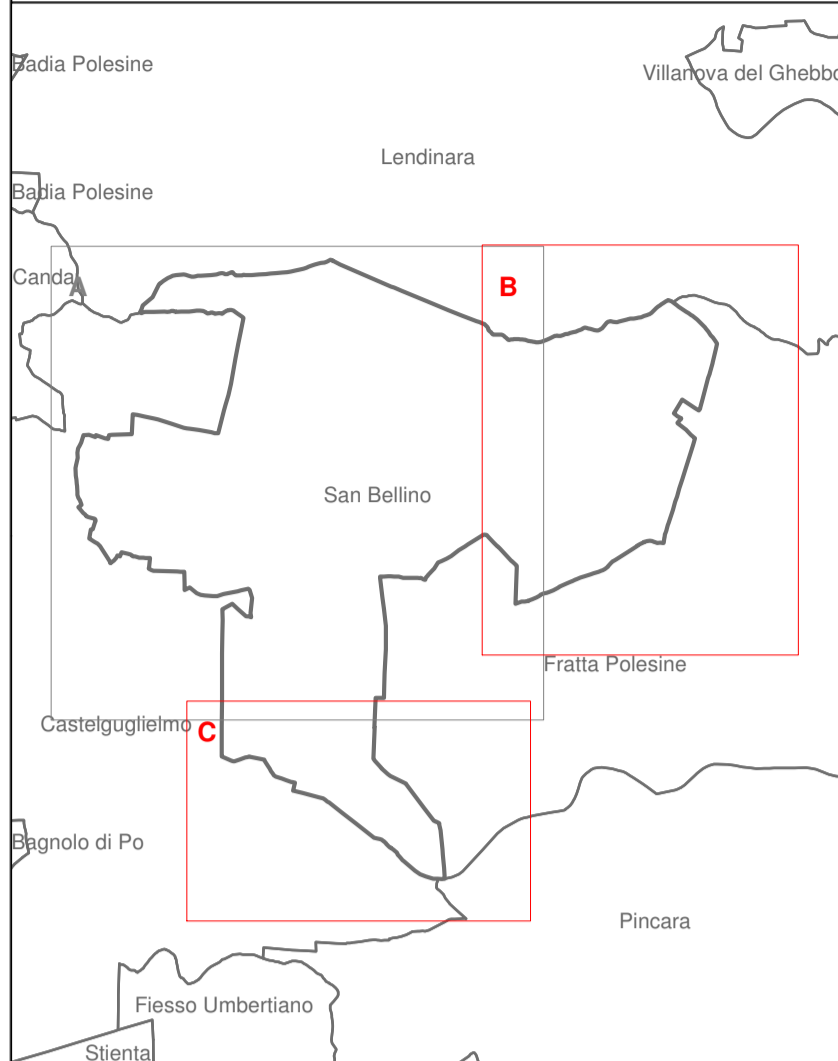 Badia Polesine
Villanova del Ghebbo
Lendinara
Badia Polesine
Canda
A
B
San Bellino
Fratta Polesine
Castelguglielmo
C
Bagnolo di Po
Pincara
Fiesso Umbertiano
Stienta